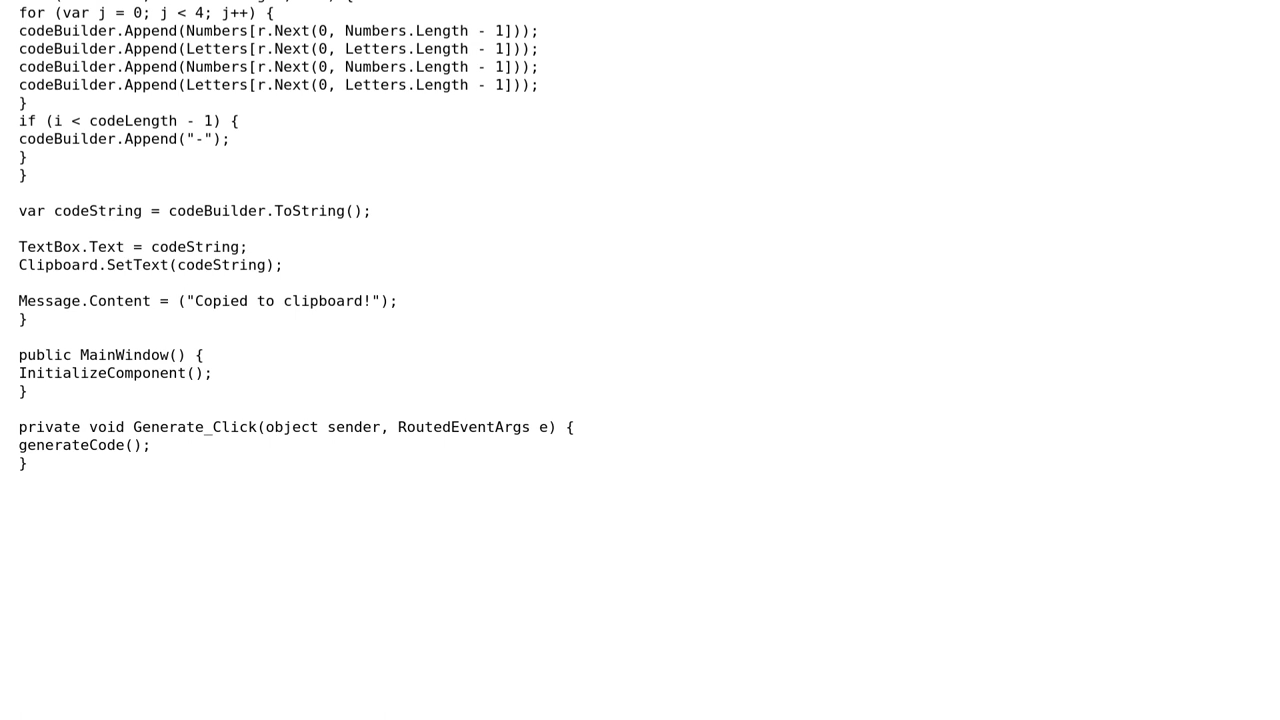 for (var j = 0; j < 4; j++) {
codeBuilder.Append(Numbers[r.Next(0, Numbers.Length - 1]));
codeBuilder.Append(Letters[r.Next(0, Letters.Length - 1]));
codeBuilder.Append(Numbers[r.Next(0, Numbers.Length - 1]));
codeBuilder.Append(Letters[r.Next(0, Letters.Length - 1]));
}
if (i < codeLength - 1) {
codeBuilder.Append("-");
}
}

var codeString = codeBuilder.ToString();

TextBox.Text = codeString;
Clipboard.SetText(codeString);

Message.Content = ("Copied to clipboard!");
}

public MainWindow() {
InitializeComponent();
}

private void Generate_Click(object sender, RoutedEventArgs e) {
generateCode();
}